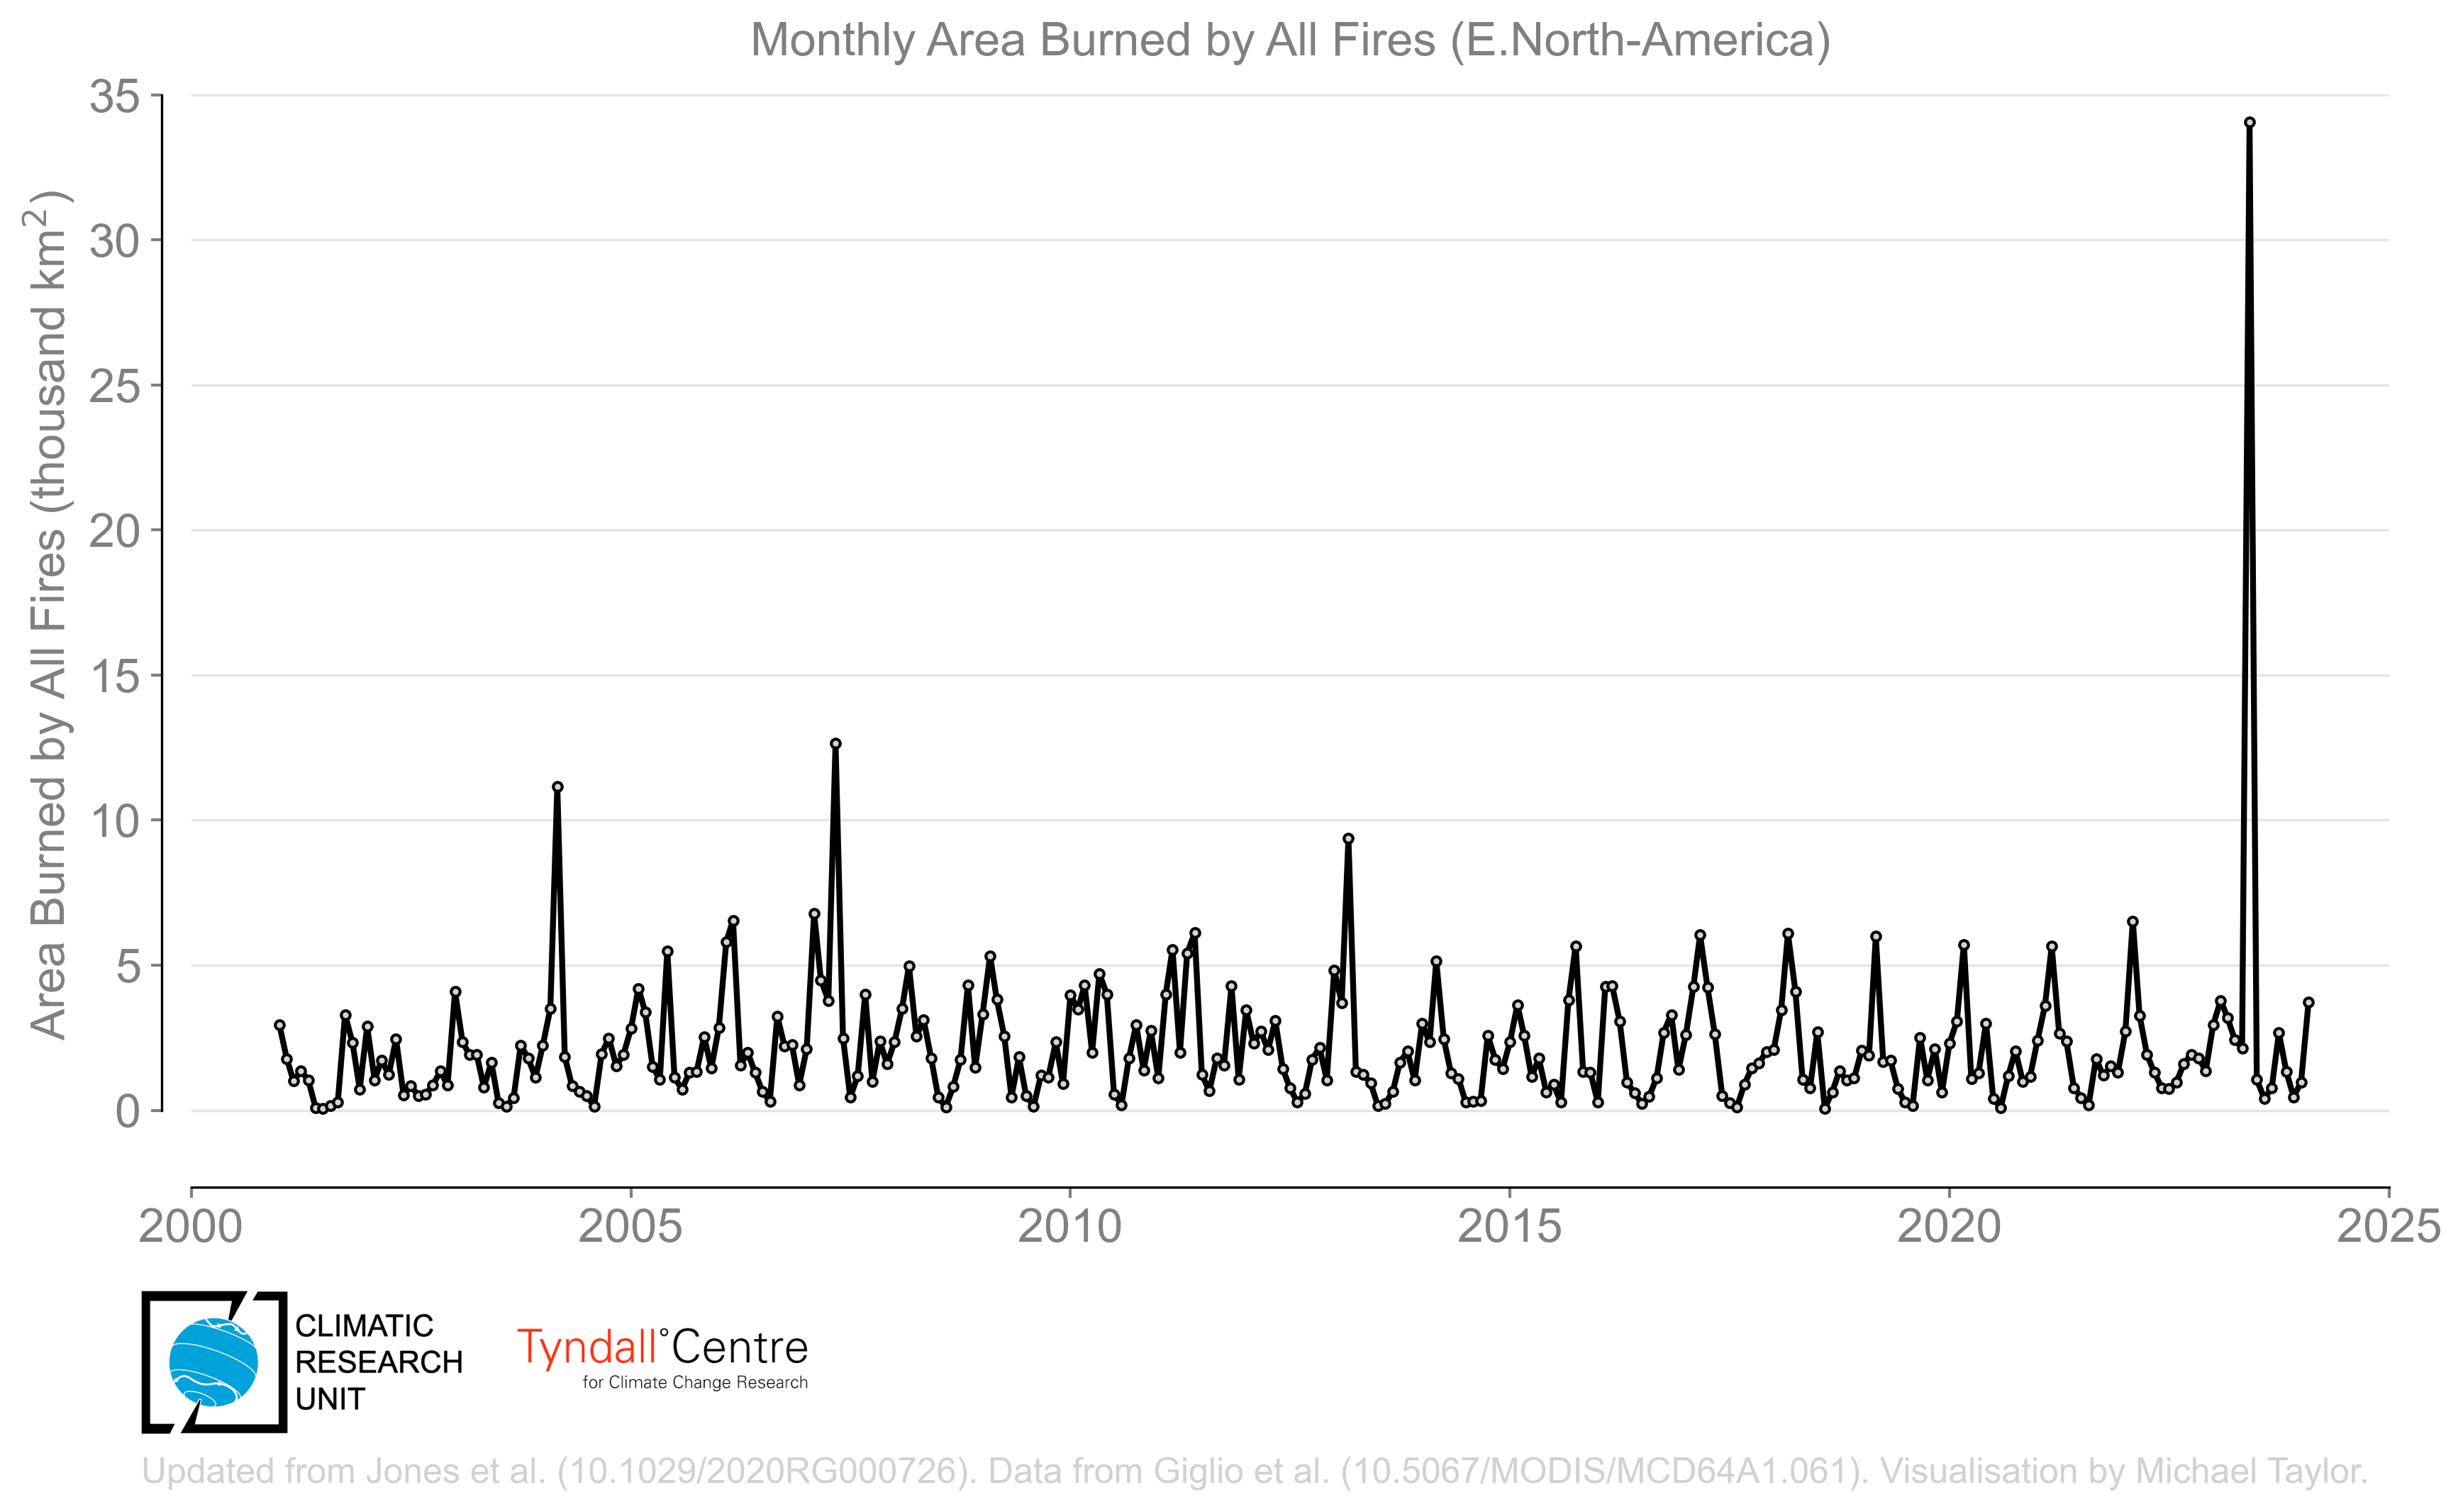 Monthly Area Burned by All Fires (E.North-America)
Area Burned by All Fires (thousand km²)
35
30
25
20
15
10
5
0
2000 2005 2010 2015 2020 2025
CLIMATIC
RESEARCH
UNIT
Tyndall°Centre
for Climate Change Research
Updated from Jones et al. (10.1029/2020RG000726). Data from Giglio et al. (10.5067/MODIS/MCD64A1.061). Visualisation by Michael Taylor.